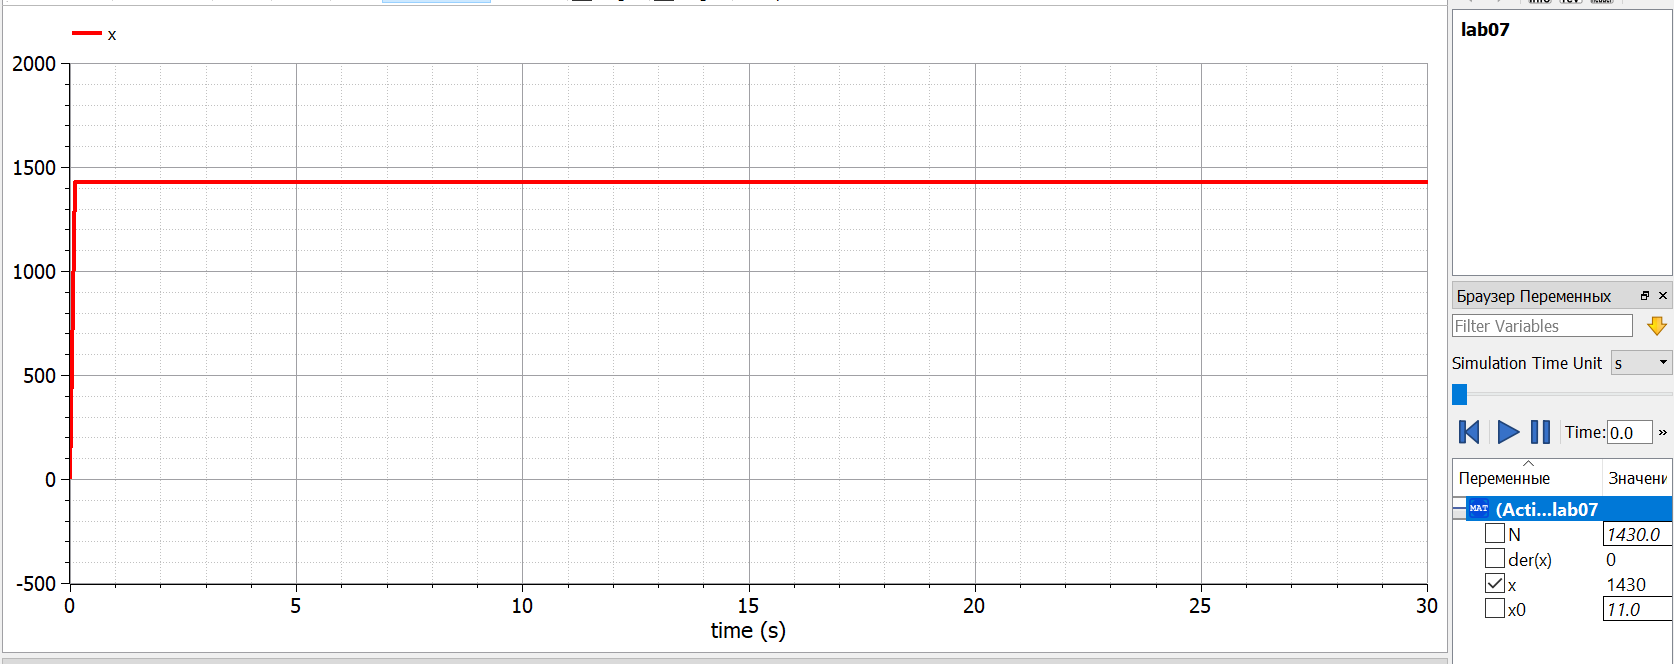 x
2000
1500
1000
500
0
-500
0 5 10 15 20 25 30
time (s)
lab07
Браузер Переменных
Filter Variables
Simulation Time Unit s
Time: 0.0 »
Переменные Значени
MAT (Acti...lab07
N 1430.0
der(x) 0
x 1430
x0 11.0